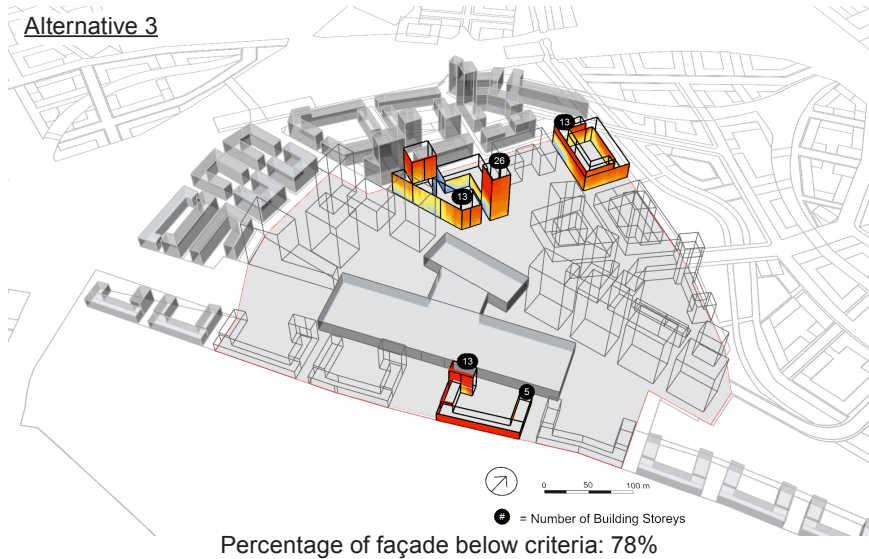 Alternative 3
13
26
13
13
5
0 50 100 m
# = Number of Building Storeys
Percentage of façade below criteria: 78%